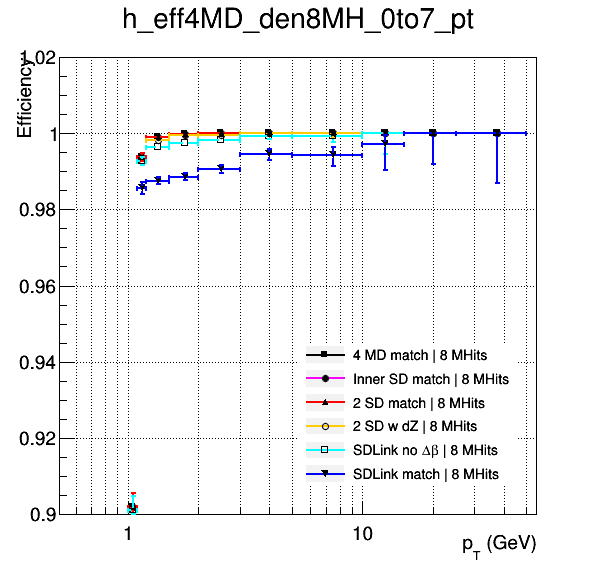 h_eff4MD_den8MH_0to7_pt
Efficiency
1.02
1
0.98
0.96
0.94
0.92
0.9
4 MD match | 8 MHits
Inner SD match | 8 MHits
2 SD match | 8 MHits
2 SD w dZ | 8 MHits
SDLink no Δβ | 8 MHits
SDLink match | 8 MHits
1 10
p_T (GeV)